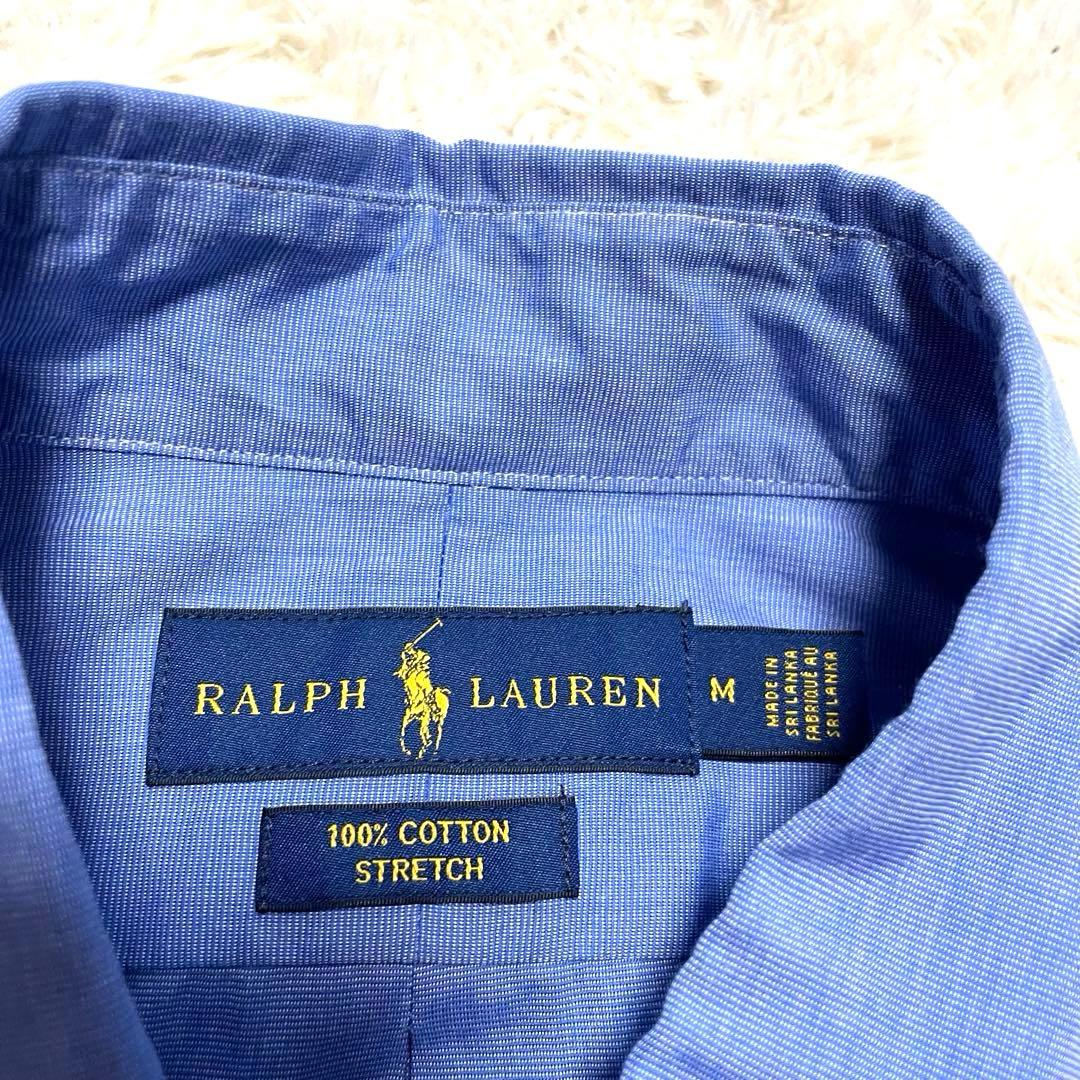 RALPH LAUREN
M
MADE IN
SRI LANKA
FABRIQUÉ AU
SRI LANKA
100% COTTON
STRETCH